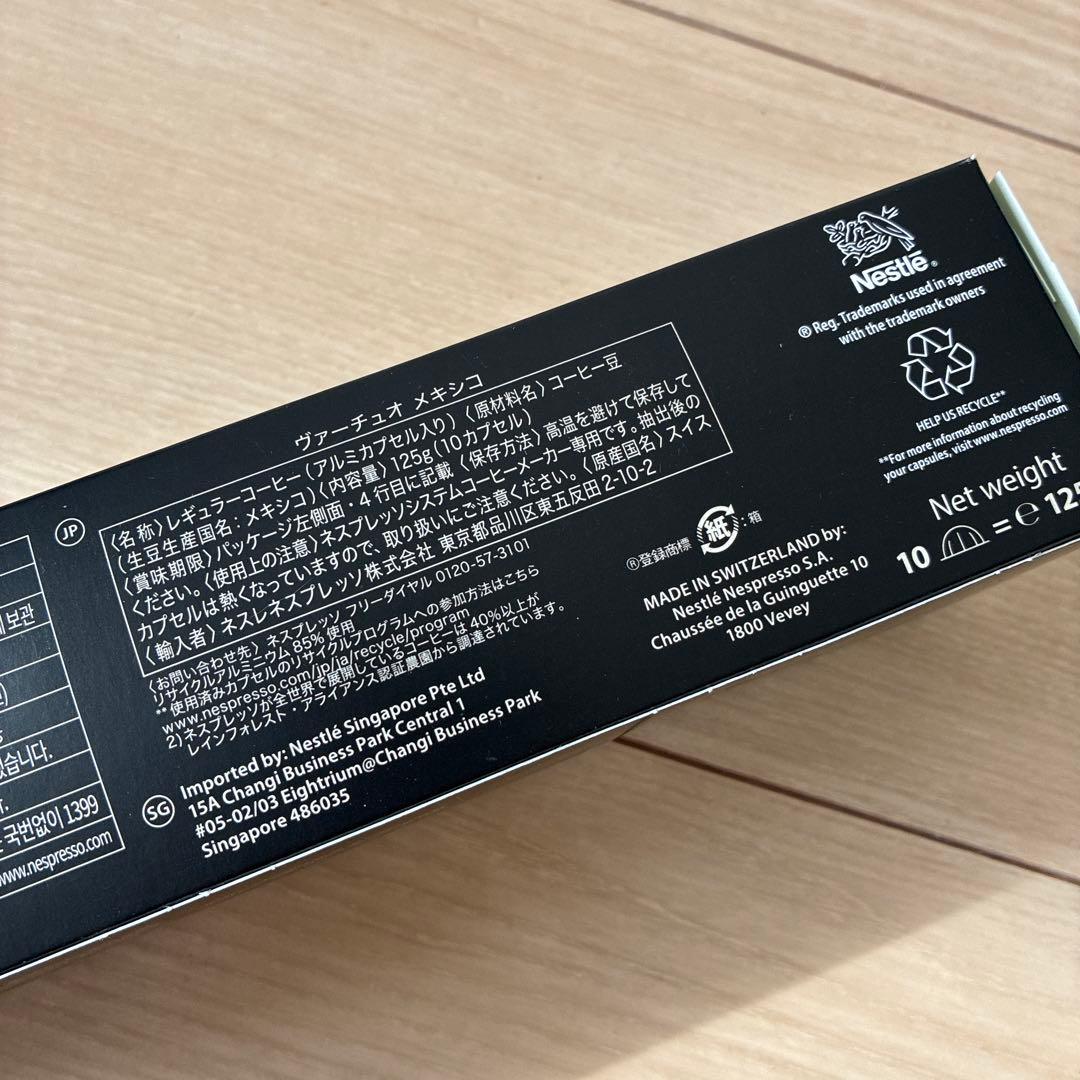 보관
습니다.
국번없이 1399
www.nespresso.com
JP
ヴァーチュオ メキシコ
〈名称〉レギュラーコーヒー(アルミカプセル入り)〈原材料名〉コーヒー豆
(生豆生産国名:メキシコ)〈内容量〉125g(10カプセル)
〈賞味期限〉パッケージ左側面・4行目に記載〈保存方法〉高温を避けて保存して
ください。〈使用上の注意〉ネスプレッソシステムコーヒーメーカー専用です。抽出後の
カプセルは熱くなっていますので、取り扱いにご注意ください。〈原産国名〉スイス
〈輸入者〉ネスレネスプレッソ株式会社 東京都品川区東五反田2-10-2
〈お問い合わせ先〉ネスプレッソ フリーダイヤル 0120-57-3101
リサイクルアルミニウム 85% 使用
**使用済みカプセルのリサイクルプログラムへの参加方法はこちら
www.nespresso.com/jp/ja/recycle/program
2)ネスプレッソが全世界で展開しているコーヒーは40%以上が
レインフォレスト・アライアンス認証農園から調達されています。
SG
Imported by: Nestlé Singapore Pte Ltd
15A Changi Business Park Central 1
#05-02/03 Eightrium@Changi Business Park
Singapore 486035
®登録商標 紙:箱
MADE IN SWITZERLAND by:
Nestlé Nespresso S.A.
Chaussée de la Guinguette 10
1800 Vevey
Nestlé®
® Reg. Trademarks used in agreement
with the trademark owners
HELP US RECYCLE**
**For more information about recycling
your capsules, visit www.nespresso.com
Net weight
10 = ℮